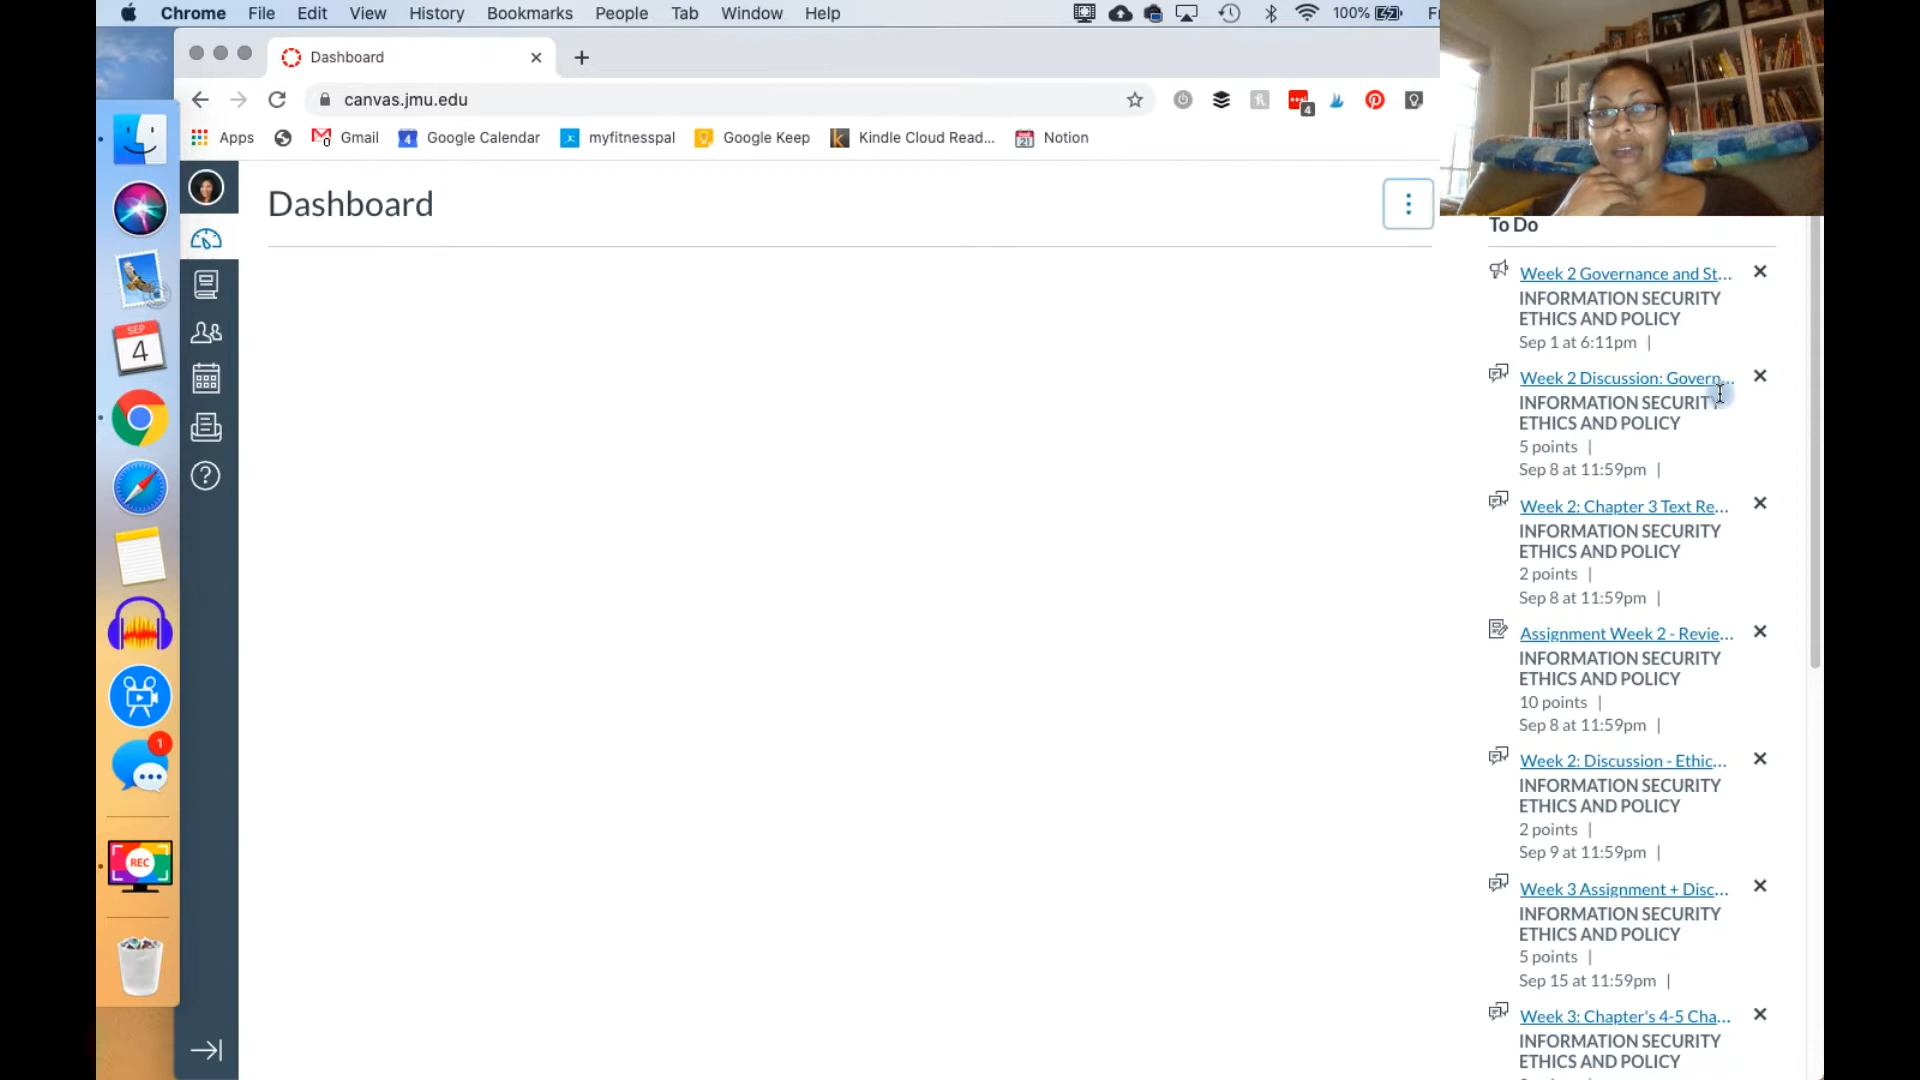 Chrome File Edit View History Bookmarks People Tab Window Help 100%
Dashboard
canvas.jmu.edu
4
Apps Gmail 4 Google Calendar myfitnesspal Google Keep Kindle Cloud Read... 21 Notion
Dashboard
SEP
4
1
REC
To Do
Week 2 Governance and St...
INFORMATION SECURITY
ETHICS AND POLICY
Sep 1 at 6:11pm |
Week 2 Discussion: Govern...
INFORMATION SECURITY
ETHICS AND POLICY
5 points |
Sep 8 at 11:59pm |
Week 2: Chapter 3 Text Re...
INFORMATION SECURITY
ETHICS AND POLICY
2 points |
Sep 8 at 11:59pm |
Assignment Week 2 - Revie...
INFORMATION SECURITY
ETHICS AND POLICY
10 points |
Sep 8 at 11:59pm |
Week 2: Discussion - Ethic...
INFORMATION SECURITY
ETHICS AND POLICY
2 points |
Sep 9 at 11:59pm |
Week 3 Assignment + Disc...
INFORMATION SECURITY
ETHICS AND POLICY
5 points |
Sep 15 at 11:59pm |
Week 3: Chapter's 4-5 Cha...
INFORMATION SECURITY
ETHICS AND POLICY